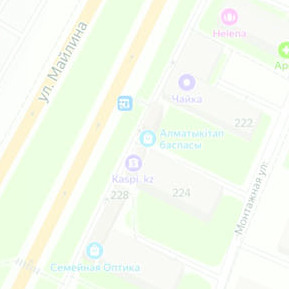 Helena
Ар
ул. Майлина
Чайка
222
Алматыкітап
баспасы
Kaspi.kz
228
224
Монтажная ул.
Семейная Оптика